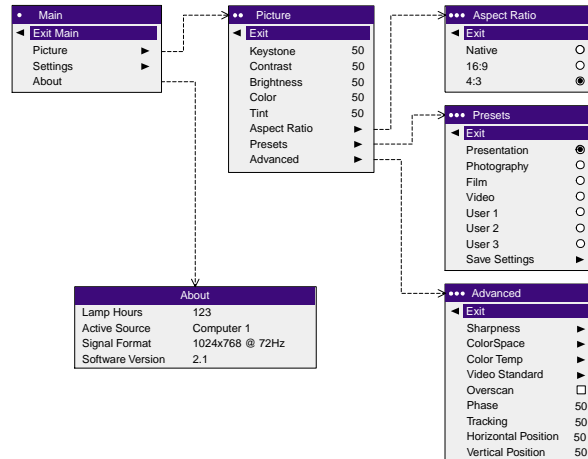 Main
Exit Main
Picture
Settings
About
Picture
Exit
Keystone 50
Contrast 50
Brightness 50
Color 50
Tint 50
Aspect Ratio
Presets
Advanced
Aspect Ratio
Exit
Native
16:9
4:3
Presets
Exit
Presentation
Photography
Film
Video
User 1
User 2
User 3
Save Settings
About
Lamp Hours 123
Active Source Computer 1
Signal Format 1024x768 @ 72Hz
Software Version 2.1
Advanced
Exit
Sharpness
ColorSpace
Color Temp
Video Standard
Overscan
Phase 50
Tracking 50
Horizontal Position 50
Vertical Position 50